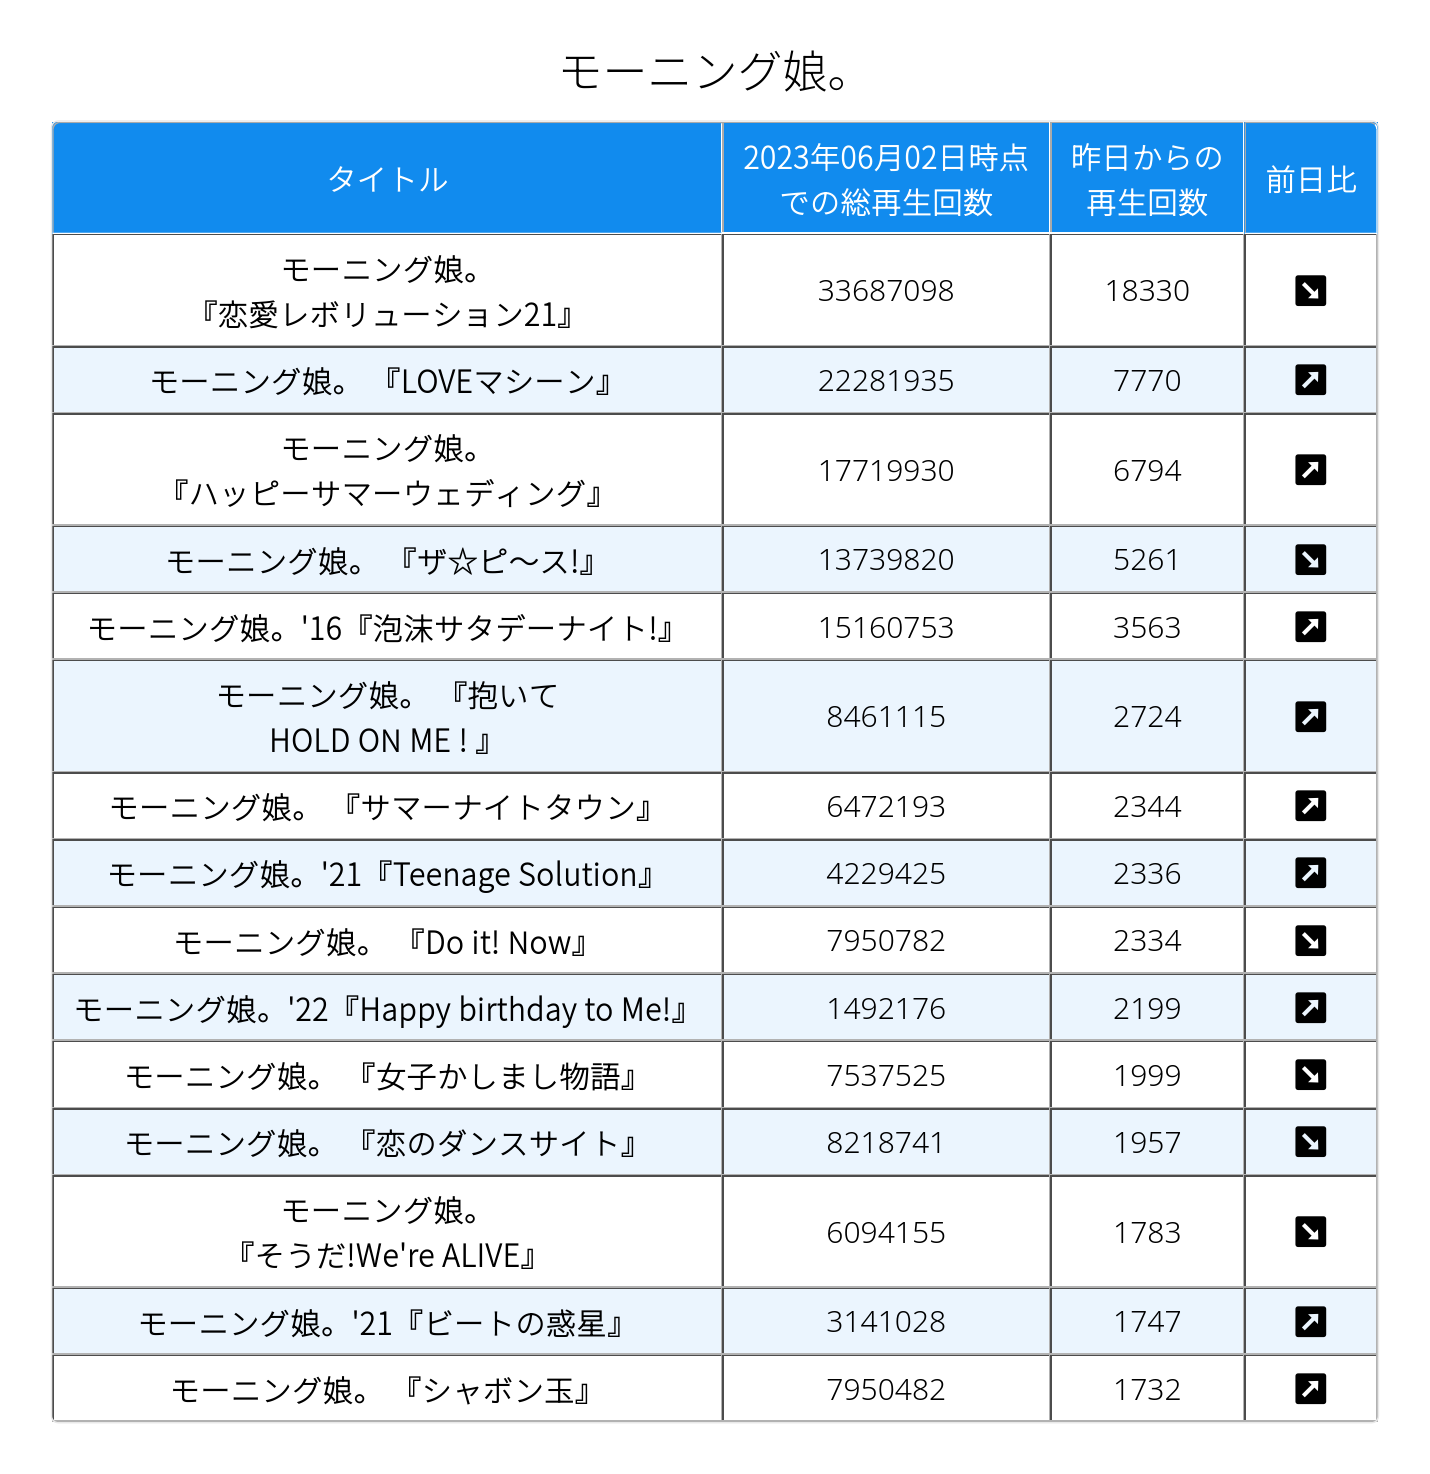 モーニング娘。
タイトル
2023年06月02日時点
での総再生回数
昨日からの
再生回数
前日比
モーニング娘。
『恋愛レボリューション21』
33687098
18330
モーニング娘。 『LOVEマシーン』
22281935
7770
モーニング娘。
『ハッピーサマーウェディング』
17719930
6794
モーニング娘。 『ザ☆ピ〜ス!』
13739820
5261
モーニング娘。'16『泡沫サタデーナイト!』
15160753
3563
モーニング娘。 『抱いて
HOLD ON ME ! 』
8461115
2724
モーニング娘。 『サマーナイトタウン』
6472193
2344
モーニング娘。'21『Teenage Solution』
4229425
2336
モーニング娘。 『Do it! Now』
7950782
2334
モーニング娘。'22『Happy birthday to Me!』
1492176
2199
モーニング娘。 『女子かしまし物語』
7537525
1999
モーニング娘。 『恋のダンスサイト』
8218741
1957
モーニング娘。
『そうだ!We're ALIVE』
6094155
1783
モーニング娘。'21『ビートの惑星』
3141028
1747
モーニング娘。 『シャボン玉』
7950482
1732